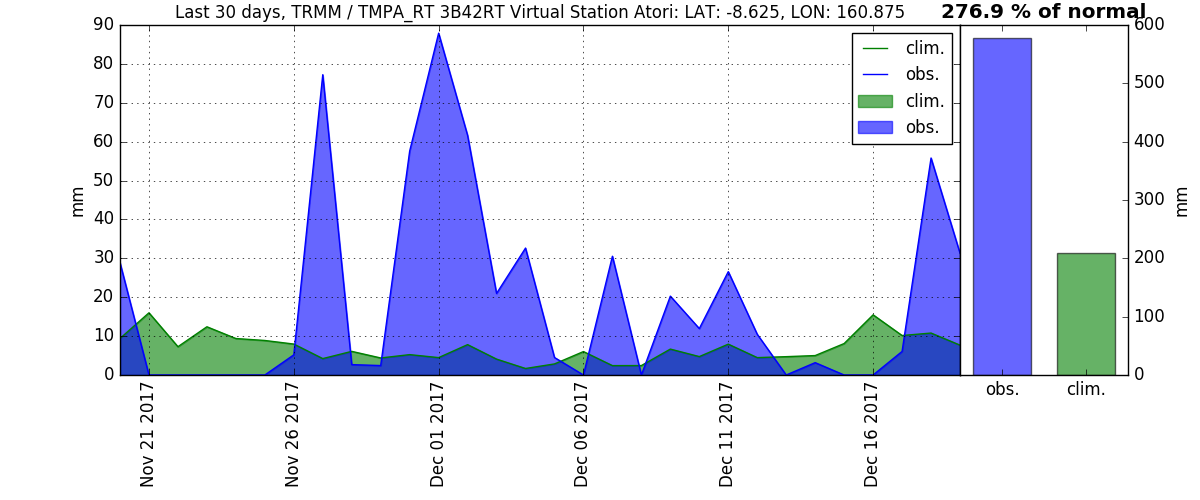 Last 30 days, TRMM / TMPA_RT 3B42RT Virtual Station Atori: LAT: -8.625, LON: 160.875
276.9 % of normal
mm
90
80
70
60
50
40
30
20
10
0
clim.
obs.
clim.
obs.
Nov 21 2017
Nov 26 2017
Dec 01 2017
Dec 06 2017
Dec 11 2017
Dec 16 2017
600
500
400
300
200
100
0
mm
obs.
clim.